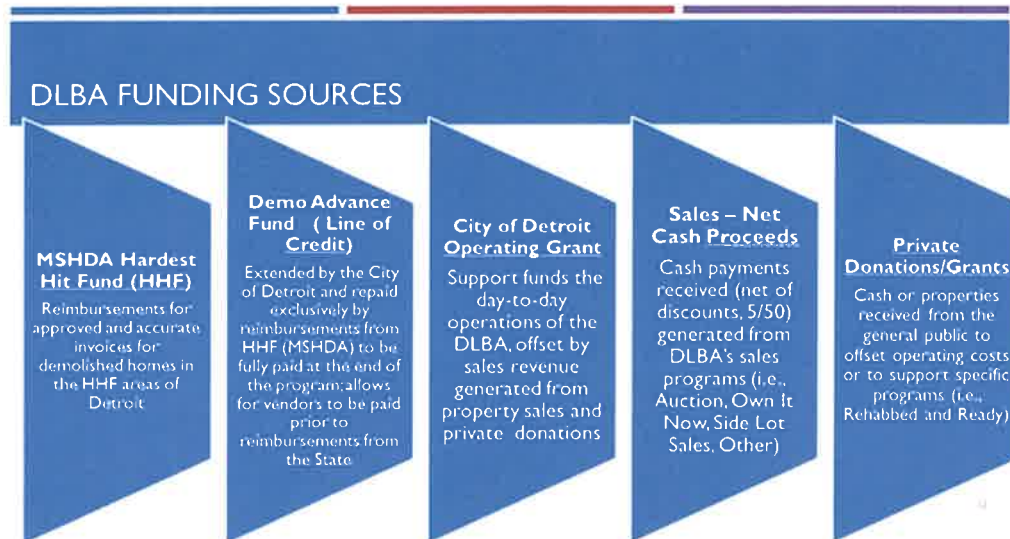 DLBA FUNDING SOURCES
MSHDA Hardest
Hit Fund (HHF)
Reimbursements for
approved and accurate
invoices for
demolished homes in
the HHF areas of
Detroit
Demo Advance
Fund ( Line of
Credit)
Extended by the City
of Detroit and repaid
exclusively by
reimbursements from
HHF (MSHDA) to be
fully paid at the end
of the program; allows
for vendors to be paid
prior to
reimbursements from
the State
City of Detroit
Operating Grant
Support funds the
day-to-day
operations of the
DLBA, offset by
sales revenue
generated from
property sales and
private donations
Sales – Net
Cash Proceeds
Cash payments
received (net of
discounts, 5/50)
generated from
DLBA's sales
programs (i.e.,
Auction, Own It
Now, Side Lot
Sales, Other)
Private
Donations/Grants
Cash or properties
received from the
general public to
offset operating costs
or to support specific
programs (i.e.,
Rehabbed and Ready)